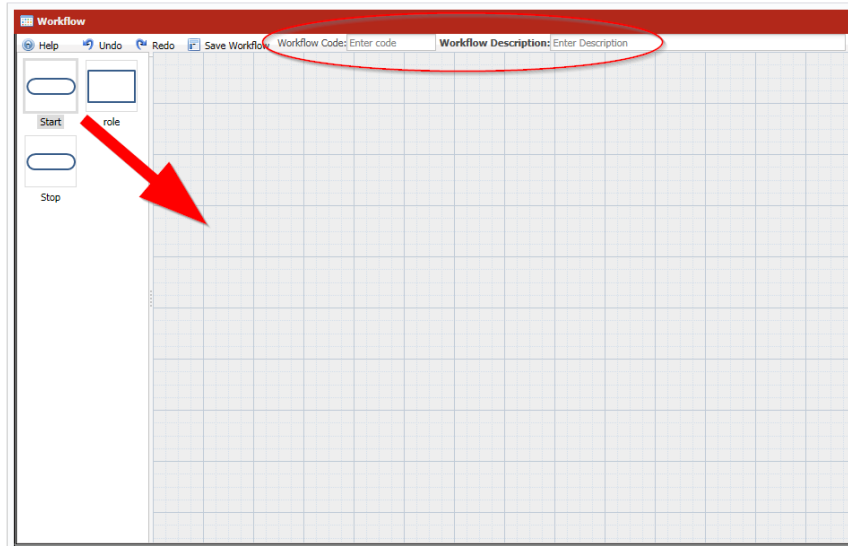 Workflow
Help Undo Redo Save Workflow Workflow Code: Enter code Workflow Description: Enter Description
Start role
Stop